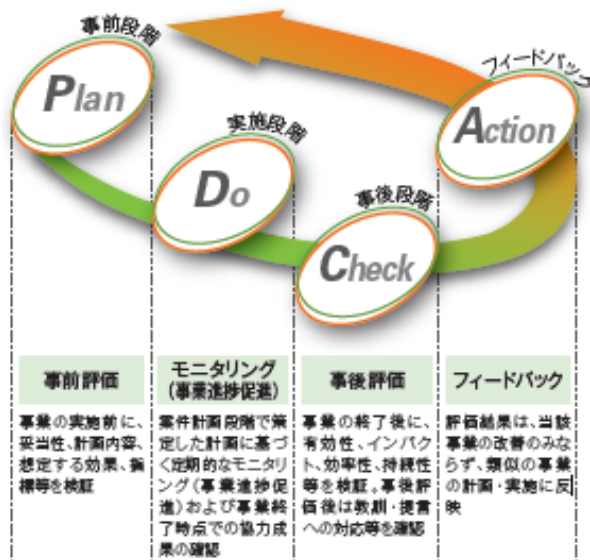 事前段階
Plan
実施段階
Do
事後段階
Check
フィードバック
Action
事前評価
事業の実施前に、
妥当性、計画内容、
想定する効果、指
標等を検証
モニタリング
(事業進捗促進)
案件計画段階で策
定した計画に基づ
く定期的なモニタリ
ング(事業進捗促
進)および事業終
了時点での協力成
果の確認
事後評価
事業の終了後に、
有効性、インパク
ト、効率性、持続性
等を検証。事後評
価後は教訓・提言
への対応等を確認
フィードバック
評価結果は、当該
事業の改善のみな
らず、類似の事業
の計画・実施に反
映